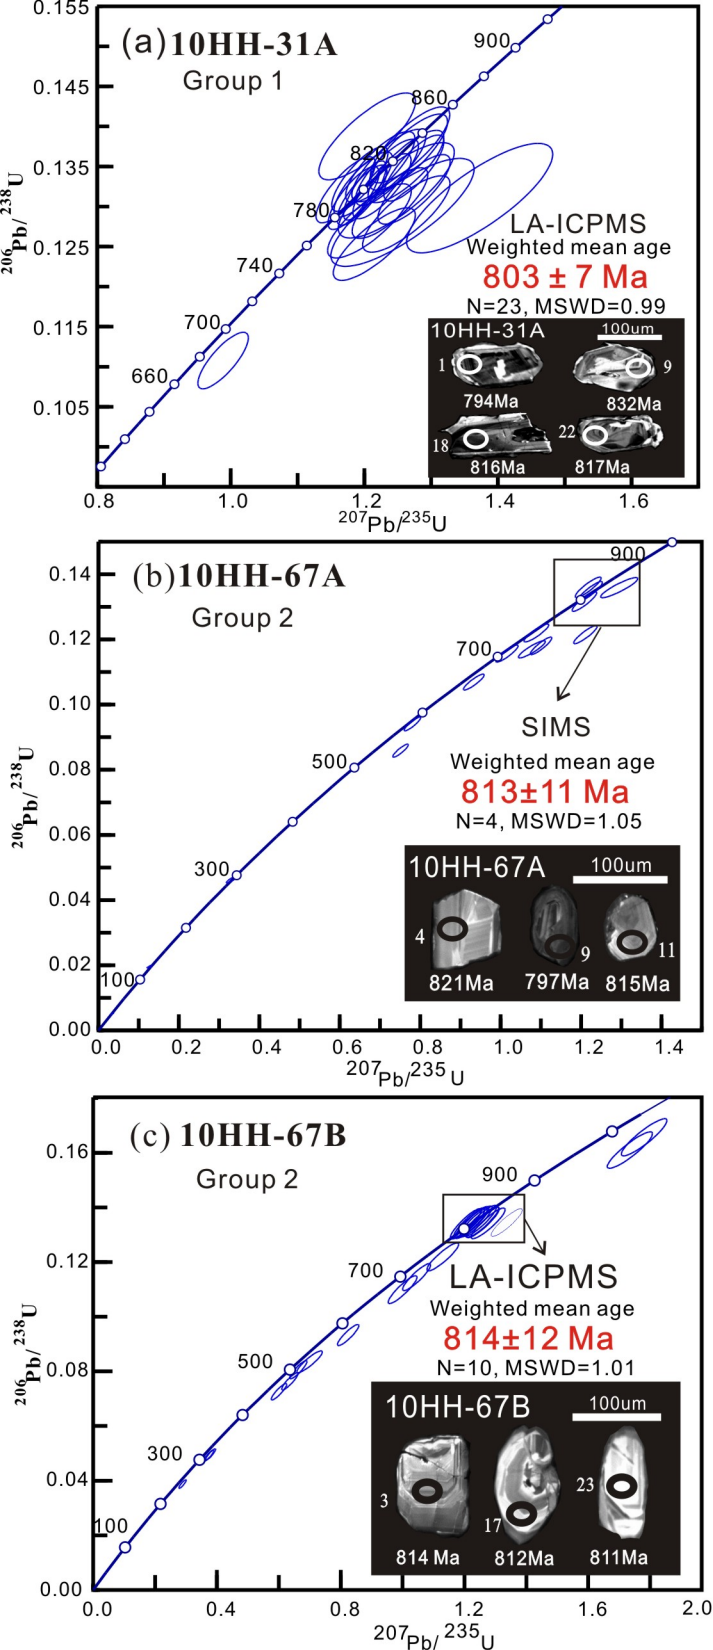 (a) 10HH-31A
Group 1
0.155
0.145
0.135
0.125
0.115
0.105
206Pb/238U
900
860
820
780
740
700
660
LA-ICPMS
Weighted mean age
803 ± 7 Ma
N=23, MSWD=0.99
10HH-31A
100um
1
9
794Ma
832Ma
18
22
816Ma
817Ma
0.8
1.0
1.2
1.4
1.6
207Pb/235U
(b) 10HH-67A
Group 2
0.14
0.12
0.10
0.08
0.06
0.04
0.02
0.00
206Pb/238U
900
700
500
300
100
SIMS
Weighted mean age
813±11 Ma
N=4, MSWD=1.05
10HH-67A
100um
4
9
11
821Ma
797Ma
815Ma
0.0
0.2
0.4
0.6
0.8
1.0
1.2
1.4
207Pb/235U
(c) 10HH-67B
Group 2
0.16
0.12
0.08
0.04
0.00
206Pb/238U
900
700
500
300
100
LA-ICPMS
Weighted mean age
814±12 Ma
N=10, MSWD=1.01
10HH-67B
100um
3
17
23
814 Ma
812Ma
811Ma
0.0
0.4
0.8
1.2
1.6
2.0
207Pb/235U